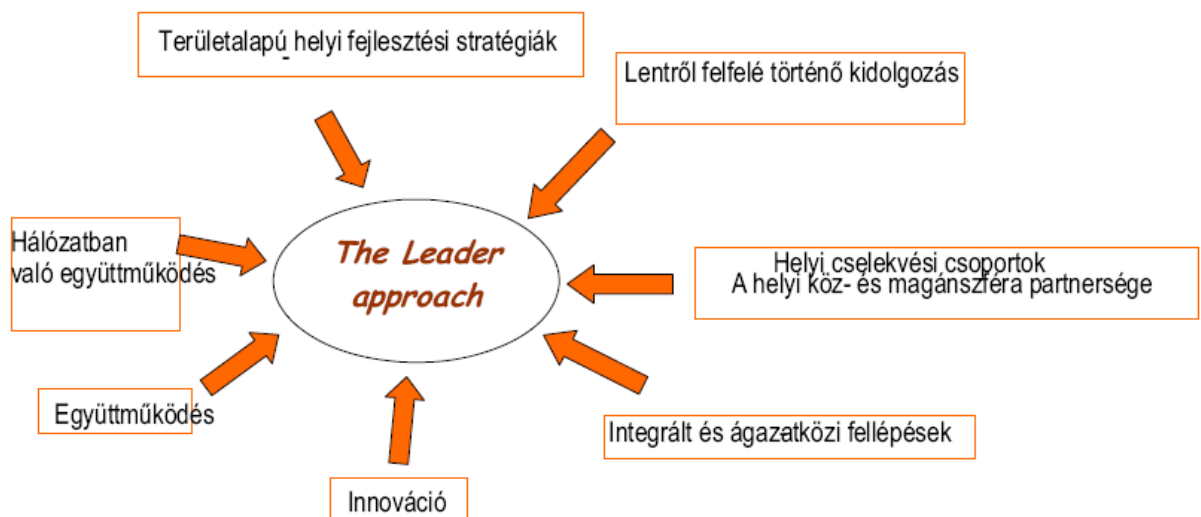 Területalapú helyi fejlesztési stratégiák
Lentről felfelé történő kidolgozás
Hálózatban
való együttműködés
The Leader
approach
Helyi cselekvési csoportok
A helyi köz- és magánszféra partnersége
Együttműködés
Integrált és ágazatközi fellépések
Innováció